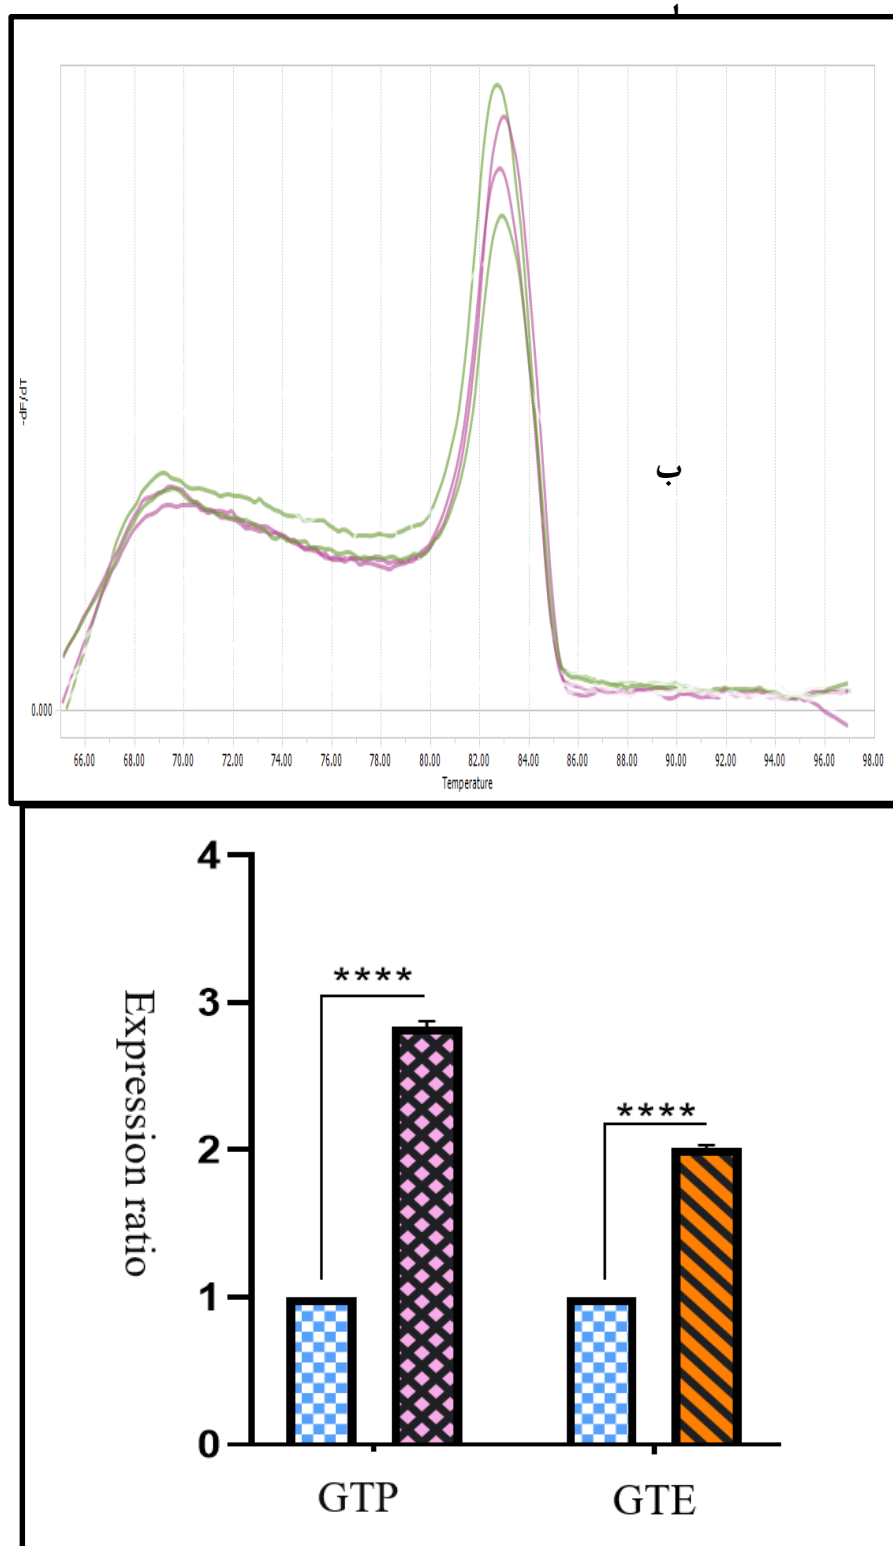 -dF/dT
ب
0.000
66.00 68.00 70.00 72.00 74.00 76.00 78.00 80.00 82.00 84.00 86.00 88.00 90.00 92.00 94.00 96.00 98.00
Temperature
4
****
3
Expression ratio
****
2
1
0
GTP GTE